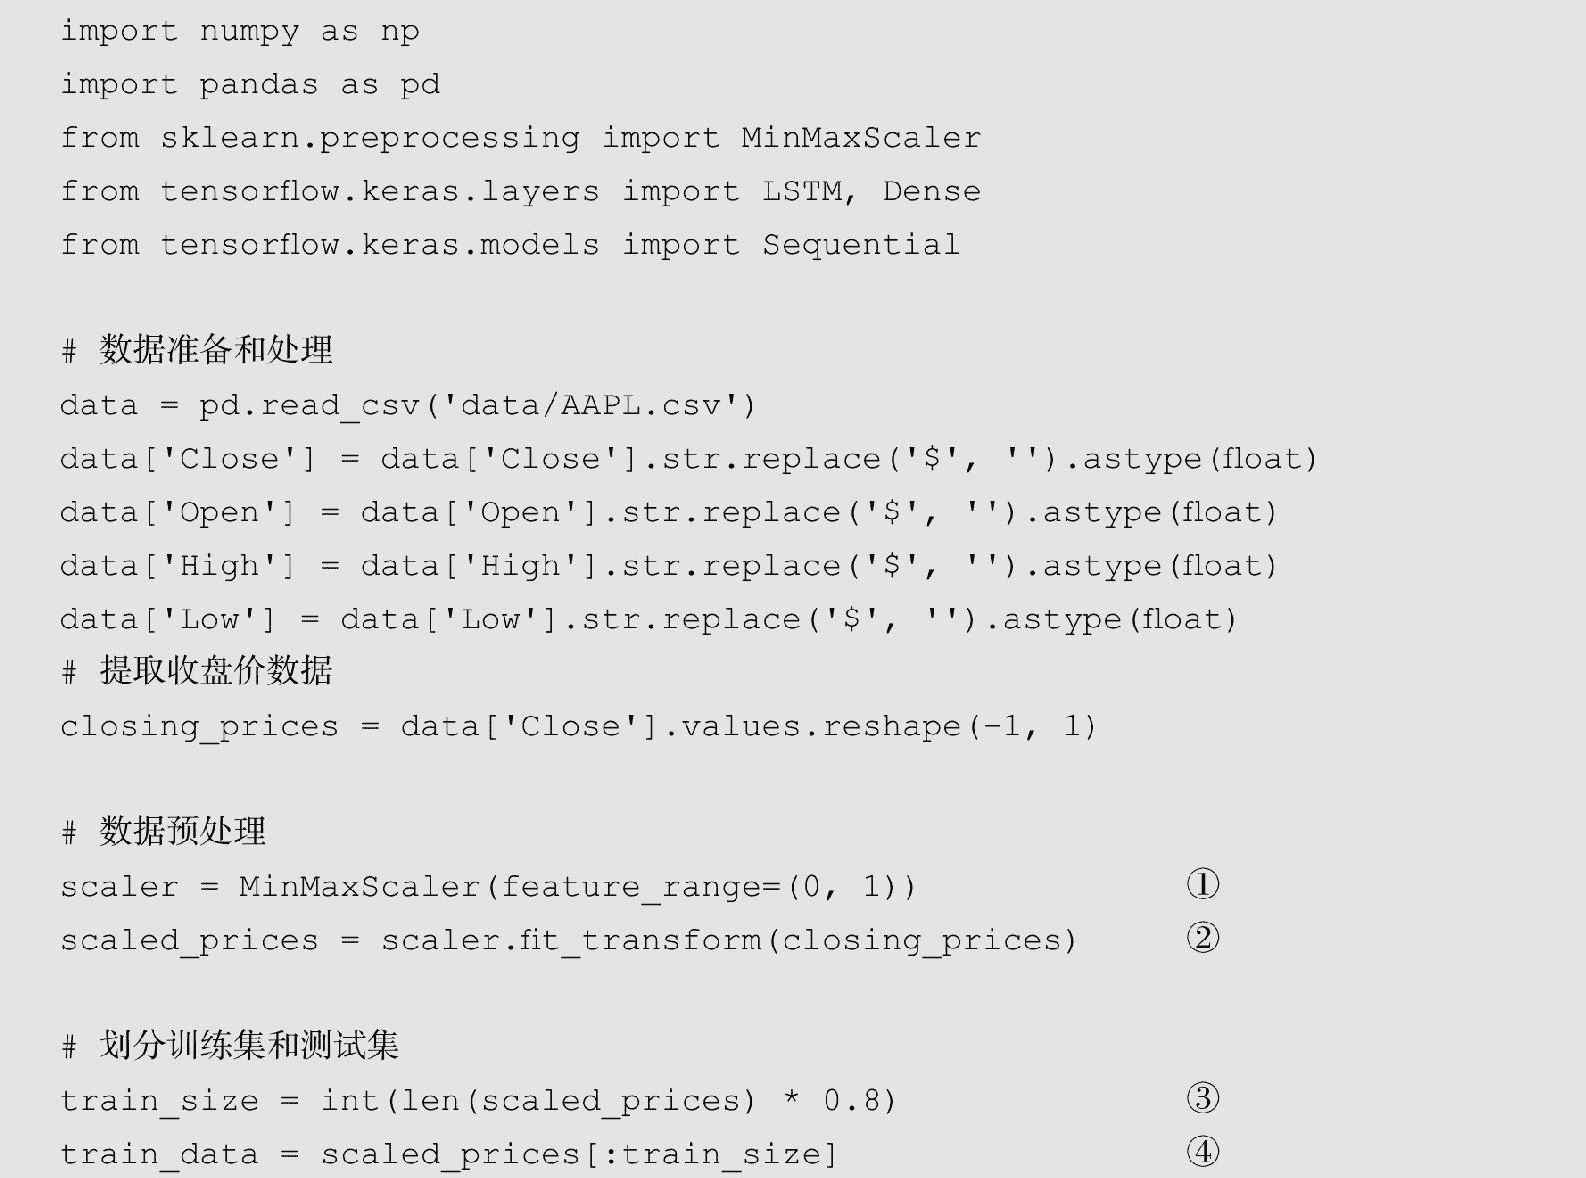 import numpy as np
import pandas as pd
from sklearn.preprocessing import MinMaxScaler
from tensorflow.keras.layers import LSTM, Dense
from tensorflow.keras.models import Sequential
# 数据准备和处理
data = pd.read_csv('data/AAPL.csv')
data['Close'] = data['Close'].str.replace('$', '').astype(float)
data['Open'] = data['Open'].str.replace('$', '').astype(float)
data['High'] = data['High'].str.replace('$', '').astype(float)
data['Low'] = data['Low'].str.replace('$', '').astype(float)
# 提取收盘价数据
closing_prices = data['Close'].values.reshape(-1, 1)
# 数据预处理
scaler = MinMaxScaler(feature_range=(0, 1)) ①
scaled_prices = scaler.fit_transform(closing_prices) ②
# 划分训练集和测试集
train_size = int(len(scaled_prices) * 0.8) ③
train_data = scaled_prices[:train_size] ④